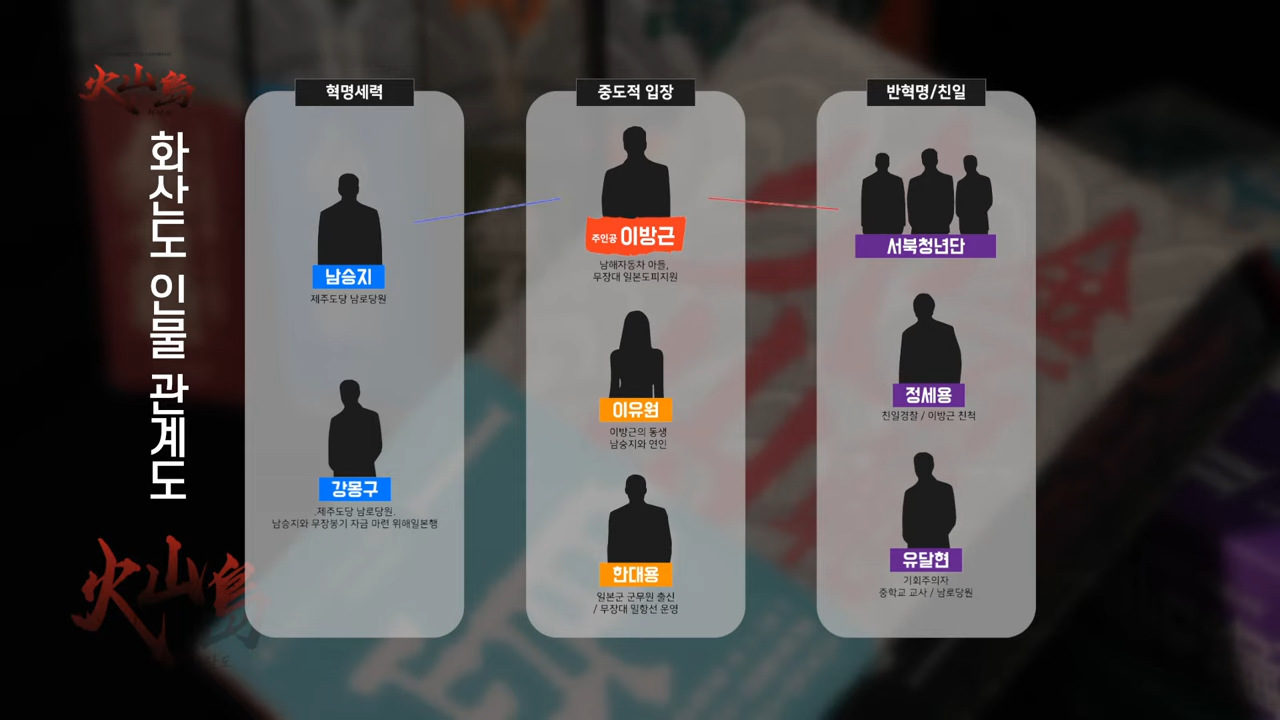 火山島
화산도 인물 관계도
火山島
혁명세력
남승지
제주도당 남로당원
강몽구
.제주도당 남로당원.
남승지와 무장봉기 자금 마련 위해일본행
중도적 입장
주인공 이방근
남해자동차 아들,
무장대 일본도피지원
이유원
이방근의 동생
남숭지와 연인
한대용
일본군 군무원 출신
/ 무장대 밀항선 운영
반혁명/친일
서북청년단
정세용
친일경찰 / 이방근 친척
유달현
기회주의자
중학교 교사 / 남로당원